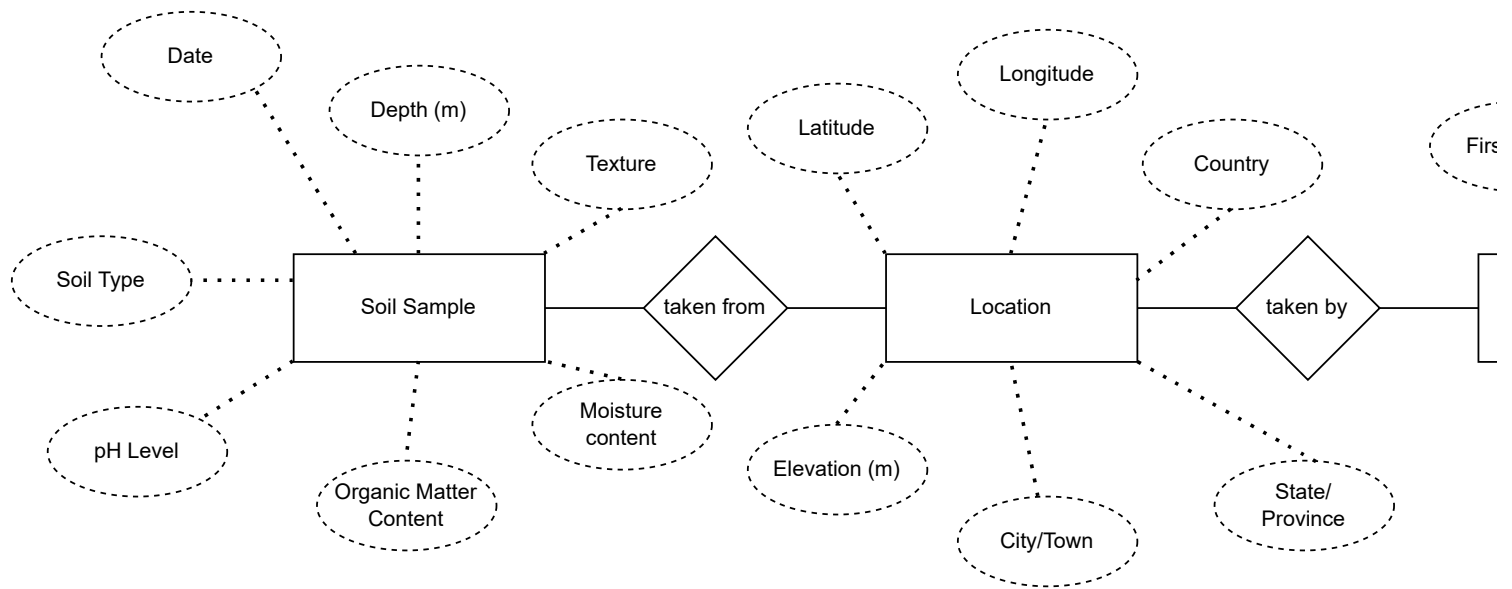 Date
Depth (m)
Texture
Latitude
Longitude
Country
Soil Type
Soil Sample
taken from
Location
taken by
pH Level
Organic Matter
Content
Moisture
content
Elevation (m)
City/Town
State/
Province